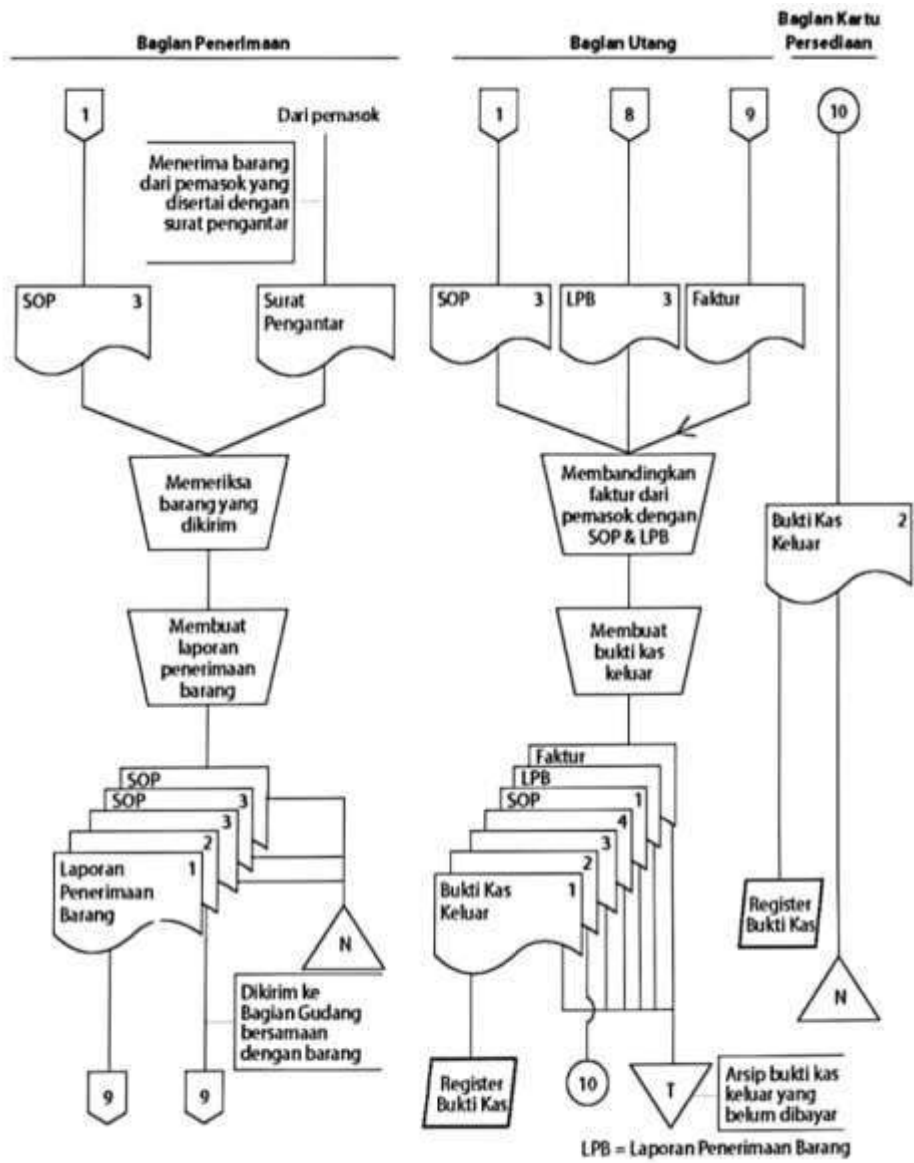 Bagian Penerimaan
1
Dari pemasok
Menerima barang
dari pemasok yang
disertai dengan
surat pengantar
SOP 3
Surat
Pengantar
Memeriksa
barang yang
dikirim
Membuat
laporan
penerimaan
barang
SOP
SOP 3
3
2
Laporan 1
Penerimaan
Barang
N
Dikirim ke
Bagian Gudang
bersamaan
dengan barang
9
9
Bagian Utang
1
8
9
SOP 3
LPB 3
Faktur
Membandingkan
faktur dari
pemasok dengan
SOP & LPB
Membuat
bukti kas
keluar
Faktur
LPB
SOP 1
4
3
2
Bukti Kas 1
Keluar
Register
Bukti Kas
10
T
Arsip bukti kas
keluar yang
belum dibayar
LPB = Laporan Penerimaan Barang
Bagian Kartu
Persediaan
10
Bukti Kas 2
Keluar
Register
Bukti Kas
N